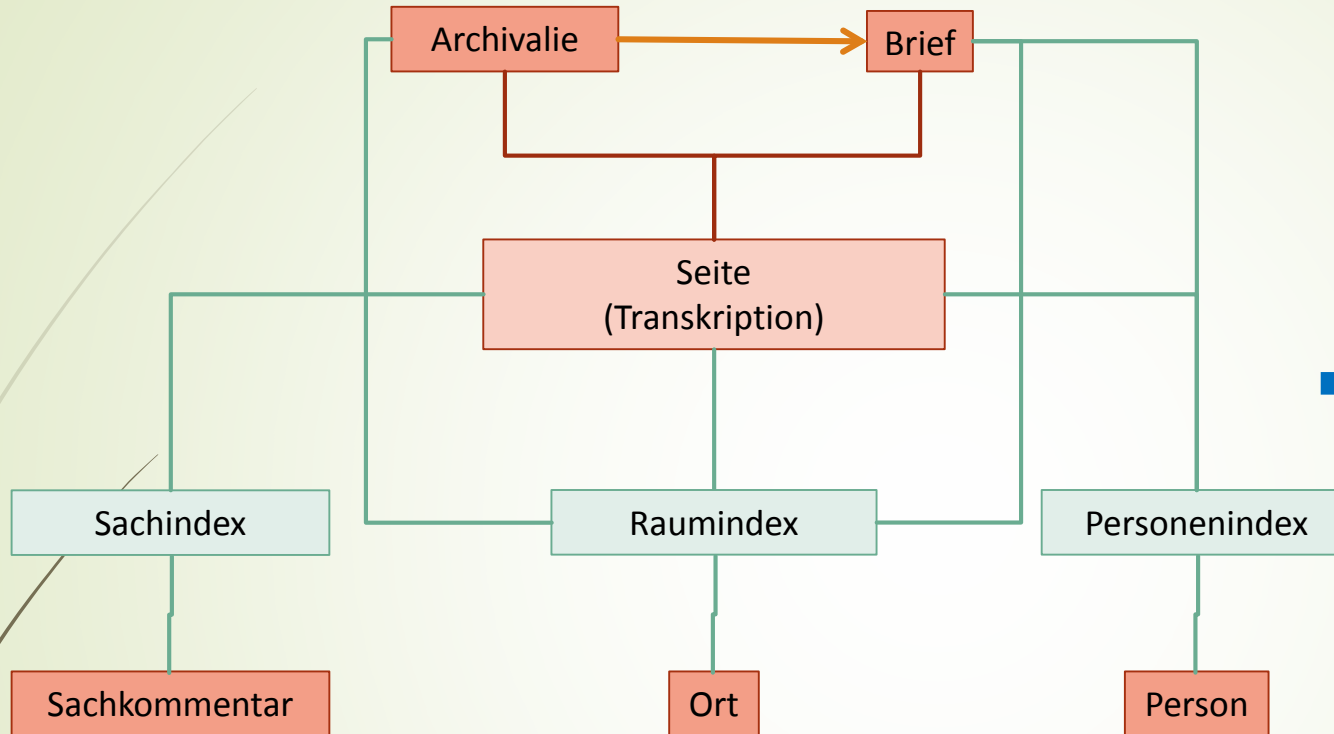 Archivalie
Brief
Seite
(Transkription)
Sachindex
Raumindex
Personenindex
Sachkommentar
Ort
Person